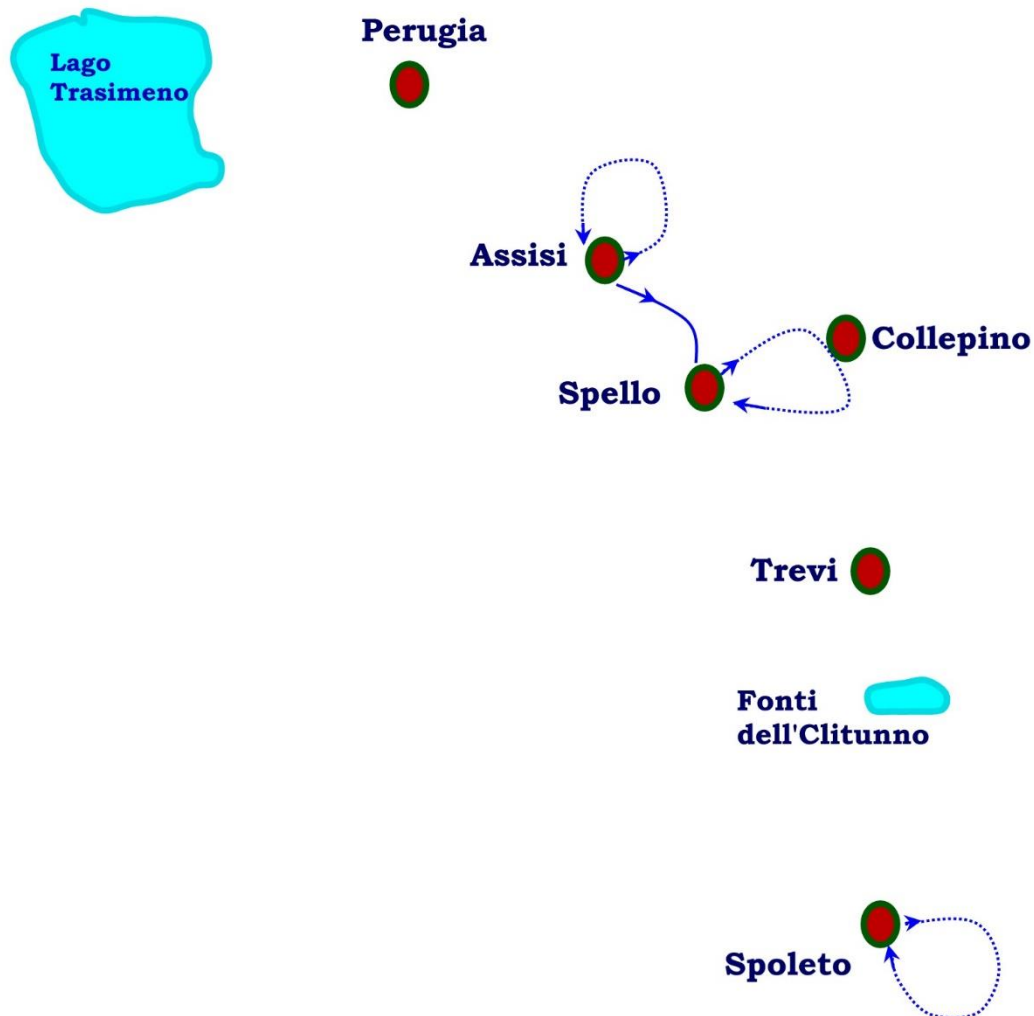 Perugia
Lago
Trasimeno
Assisi
Collepino
Spello
Trevi
Fonti
dell'Clitunno
Spoleto